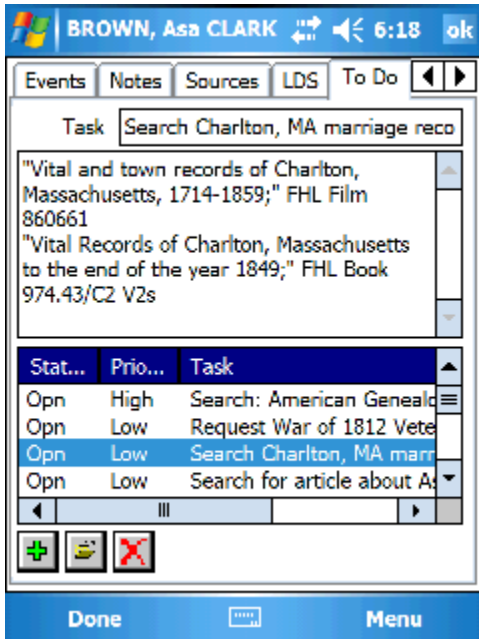 BROWN, Asa CLARK 6:18 ok
Events Notes Sources LDS To Do
Task Search Charlton, MA marriage reco
"Vital and town records of Charlton,
Massachusetts, 1714-1859;" FHL Film
860661
"Vital Records of Charlton, Massachusetts
to the end of the year 1849;" FHL Book
974.43/C2 V2s
Stat... Prio... Task
Opn High Search: American Genealo
Opn Low Request War of 1812 Vete
Opn Low Search Charlton, MA marr
Opn Low Search for article about As
Done Menu